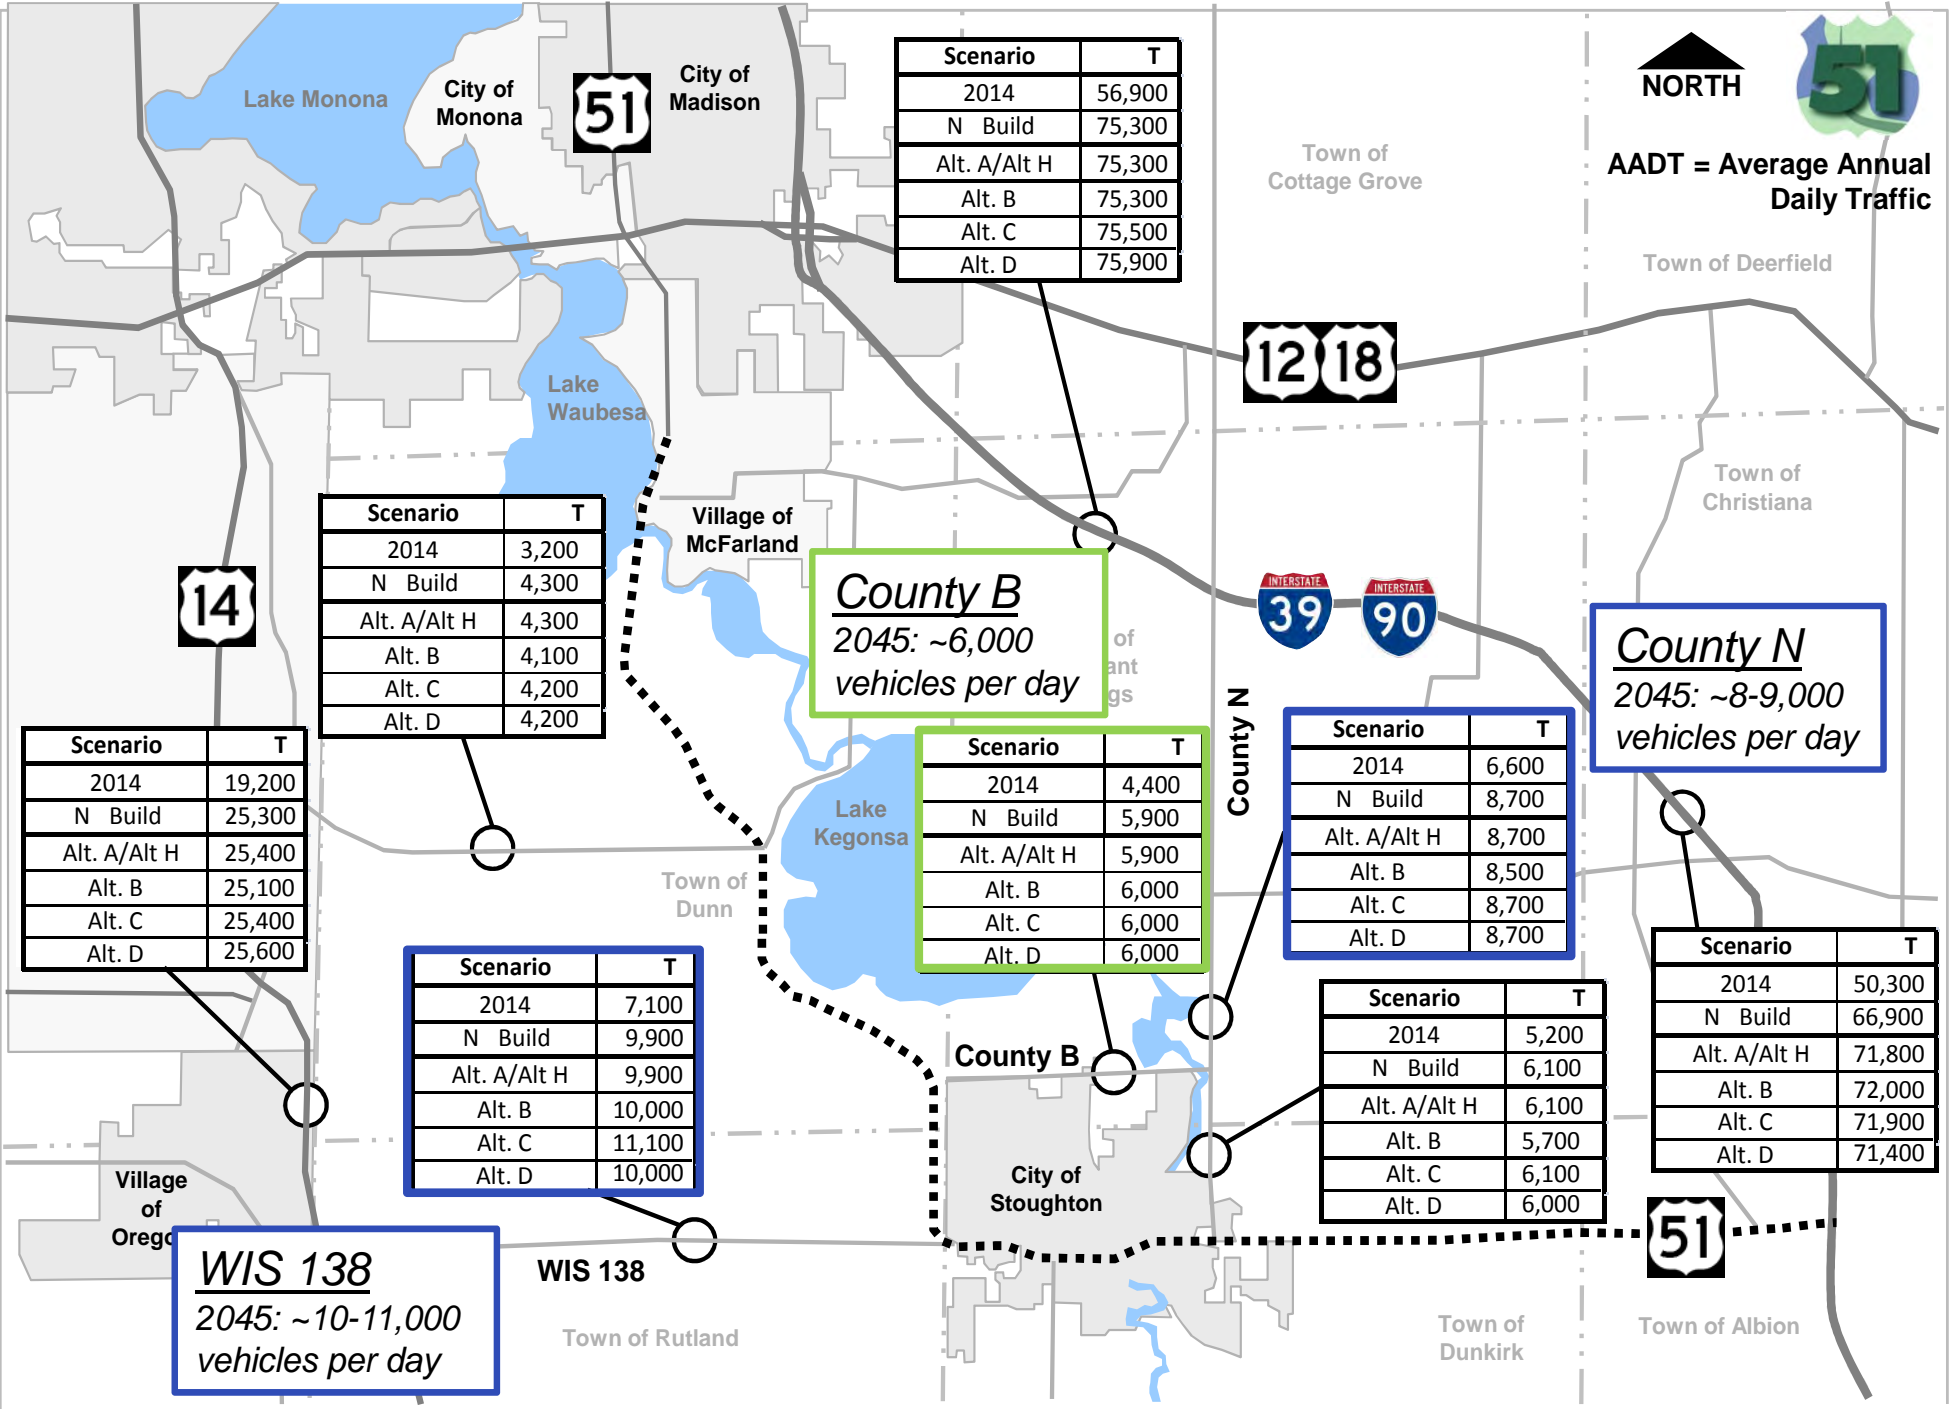 Lake Monona
City of
Monona
51
City of
Madison
Scenario T
2014 56,900
N Build 75,300
Alt. A/Alt H 75,300
Alt. B 75,300
Alt. C 75,500
Alt. D 75,900
NORTH
51
AADT = Average Annual
Daily Traffic
Town of
Cottage Grove
Town of Deerfield
12 18
Lake
Waubesa
Town of
Christiana
Scenario T
2014 3,200
N Build 4,300
Alt. A/Alt H 4,300
Alt. B 4,100
Alt. C 4,200
Alt. D 4,200
Village of
McFarland
14
County B
2045: ~6,000
vehicles per day
of
ant
gs
INTERSTATE
39
INTERSTATE
90
County N
2045: ~8-9,000
vehicles per day
County N
Scenario T
2014 19,200
N Build 25,300
Alt. A/Alt H 25,400
Alt. B 25,100
Alt. C 25,400
Alt. D 25,600
Lake
Kegonsa
Scenario T
2014 4,400
N Build 5,900
Alt. A/Alt H 5,900
Alt. B 6,000
Alt. C 6,000
Alt. D 6,000
Scenario T
2014 6,600
N Build 8,700
Alt. A/Alt H 8,700
Alt. B 8,500
Alt. C 8,700
Alt. D 8,700
Town of
Dunn
Scenario T
2014 7,100
N Build 9,900
Alt. A/Alt H 9,900
Alt. B 10,000
Alt. C 11,100
Alt. D 10,000
County B
Scenario T
2014 5,200
N Build 6,100
Alt. A/Alt H 6,100
Alt. B 5,700
Alt. C 6,100
Alt. D 6,000
Scenario T
2014 50,300
N Build 66,900
Alt. A/Alt H 71,800
Alt. B 72,000
Alt. C 71,900
Alt. D 71,400
Village
of
Orego
City of
Stoughton
51
WIS 138
2045: ~10-11,000
vehicles per day
WIS 138
Town of Rutland
Town of
Dunkirk
Town of Albion